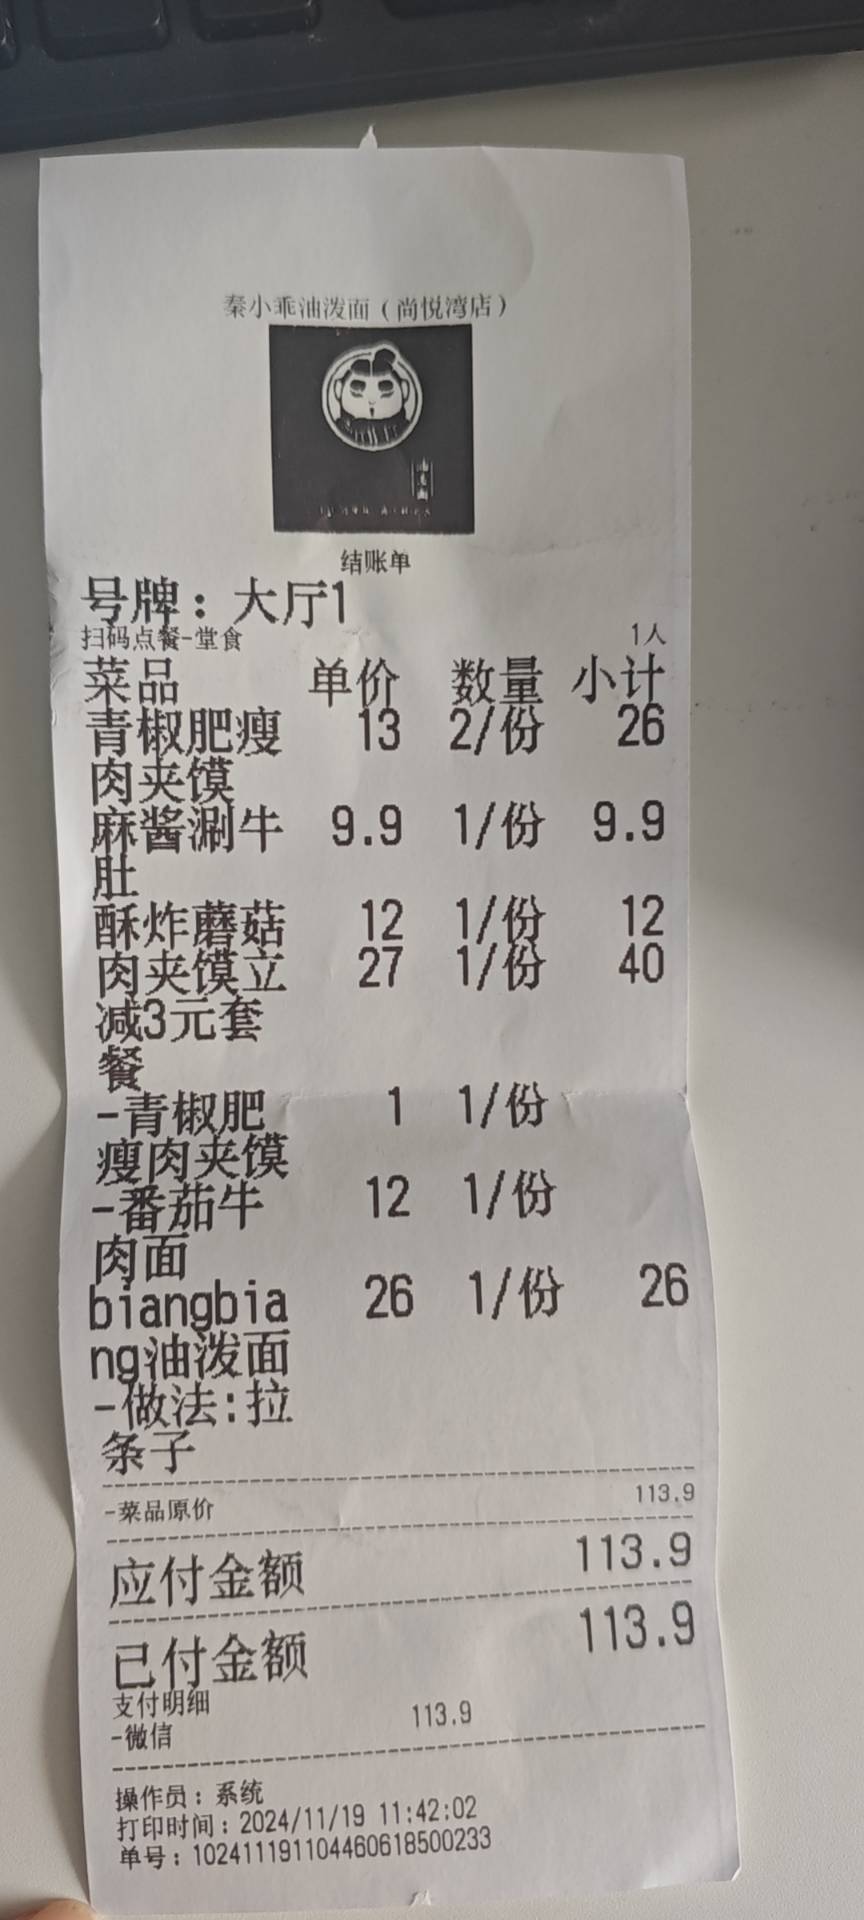 秦小乖油泼面（尚悦湾店）
结账单
号牌：大厅1
扫码点餐-堂食 1人
菜品 单价 数量 小计
青椒肥瘦 13 2/份 26
肉夹馍
麻酱涮牛 9.9 1/份 9.9
肚
酥炸蘑菇 12 1/份 12
肉夹馍立 27 1/份 40
减3元套
餐
-青椒肥 1 1/份
瘦肉夹馍
-番茄牛 12 1/份
肉面
biangbia 26 1/份 26
ng油泼面
-做法:拉
条子
-菜品原价 113.9
应付金额 113.9
已付金额 113.9
支付明细
-微信 113.9
操作员：系统
打印时间：2024/11/19 11:42:02
单号：102411191104460618500233